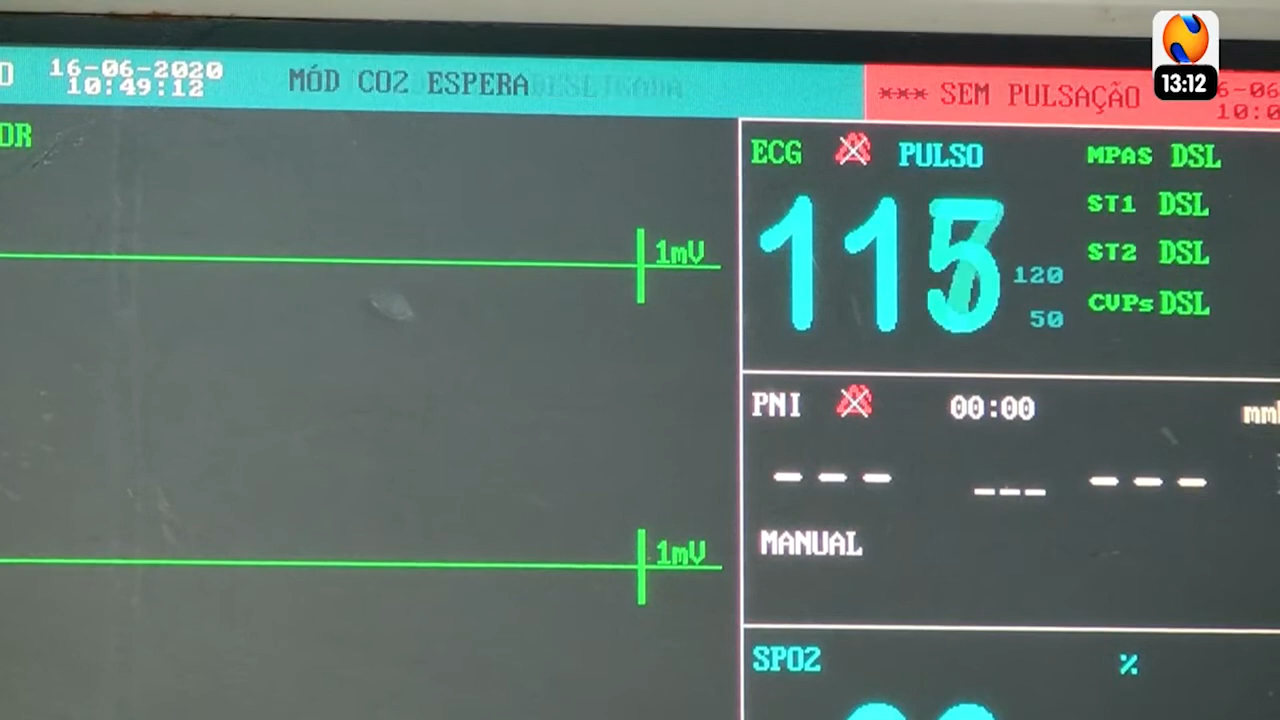 13:12
16-06-2020
10:49:12
MÓD CO2 ESPERA
*** SEM PULSAÇÃO
ECG PULSO MPAS DSL
ST1 DSL
ST2 DSL
CVPs DSL
120
50
1mV
PNI 00:00
--- --- ---
MANUAL
1mV
SPO2 %